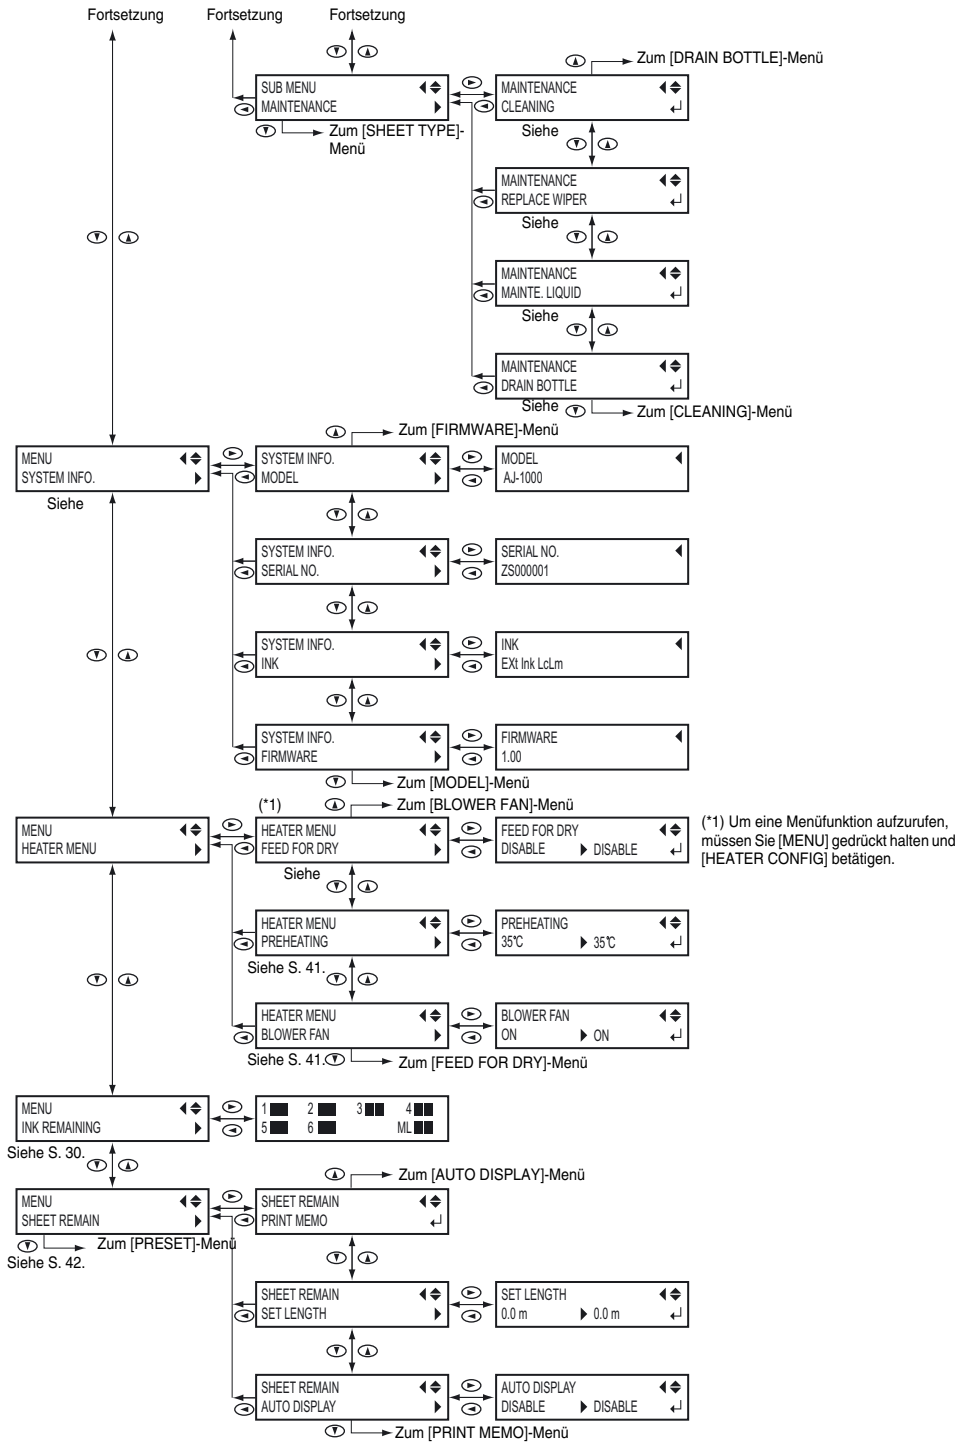 Fortsetzung
Fortsetzung
Fortsetzung
Zum [DRAIN BOTTLE]-Menü
SUB MENU
MAINTENANCE
MAINTENANCE
CLEANING
Zum [SHEET TYPE]-
Menü
Siehe
MAINTENANCE
REPLACE WIPER
Siehe
MAINTENANCE
MAINTE. LIQUID
Siehe
MAINTENANCE
DRAIN BOTTLE
Siehe
Zum [CLEANING]-Menü
Zum [FIRMWARE]-Menü
MENU
SYSTEM INFO.
SYSTEM INFO.
MODEL
MODEL
AJ-1000
Siehe
SYSTEM INFO.
SERIAL NO.
SERIAL NO.
ZS000001
SYSTEM INFO.
INK
INK
EXt Ink LcLm
SYSTEM INFO.
FIRMWARE
FIRMWARE
1.00
Zum [MODEL]-Menü
(*1)
Zum [BLOWER FAN]-Menü
MENU
HEATER MENU
HEATER MENU
FEED FOR DRY
FEED FOR DRY
DISABLE DISABLE
(*1) Um eine Menüfunktion aufzurufen,
müssen Sie [MENU] gedrückt halten und
[HEATER CONFIG] betätigen.
Siehe
HEATER MENU
PREHEATING
PREHEATING
35°C 35°C
Siehe S. 41.
HEATER MENU
BLOWER FAN
BLOWER FAN
ON ON
Siehe S. 41.
Zum [FEED FOR DRY]-Menü
MENU
INK REMAINING
1 2 3 4
5 6 ML
Siehe S. 30.
Zum [AUTO DISPLAY]-Menü
MENU
SHEET REMAIN
SHEET REMAIN
PRINT MEMO
Zum [PRESET]-Menü
Siehe S. 42.
SHEET REMAIN
SET LENGTH
SET LENGTH
0.0 m 0.0 m
SHEET REMAIN
AUTO DISPLAY
AUTO DISPLAY
DISABLE DISABLE
Zum [PRINT MEMO]-Menü